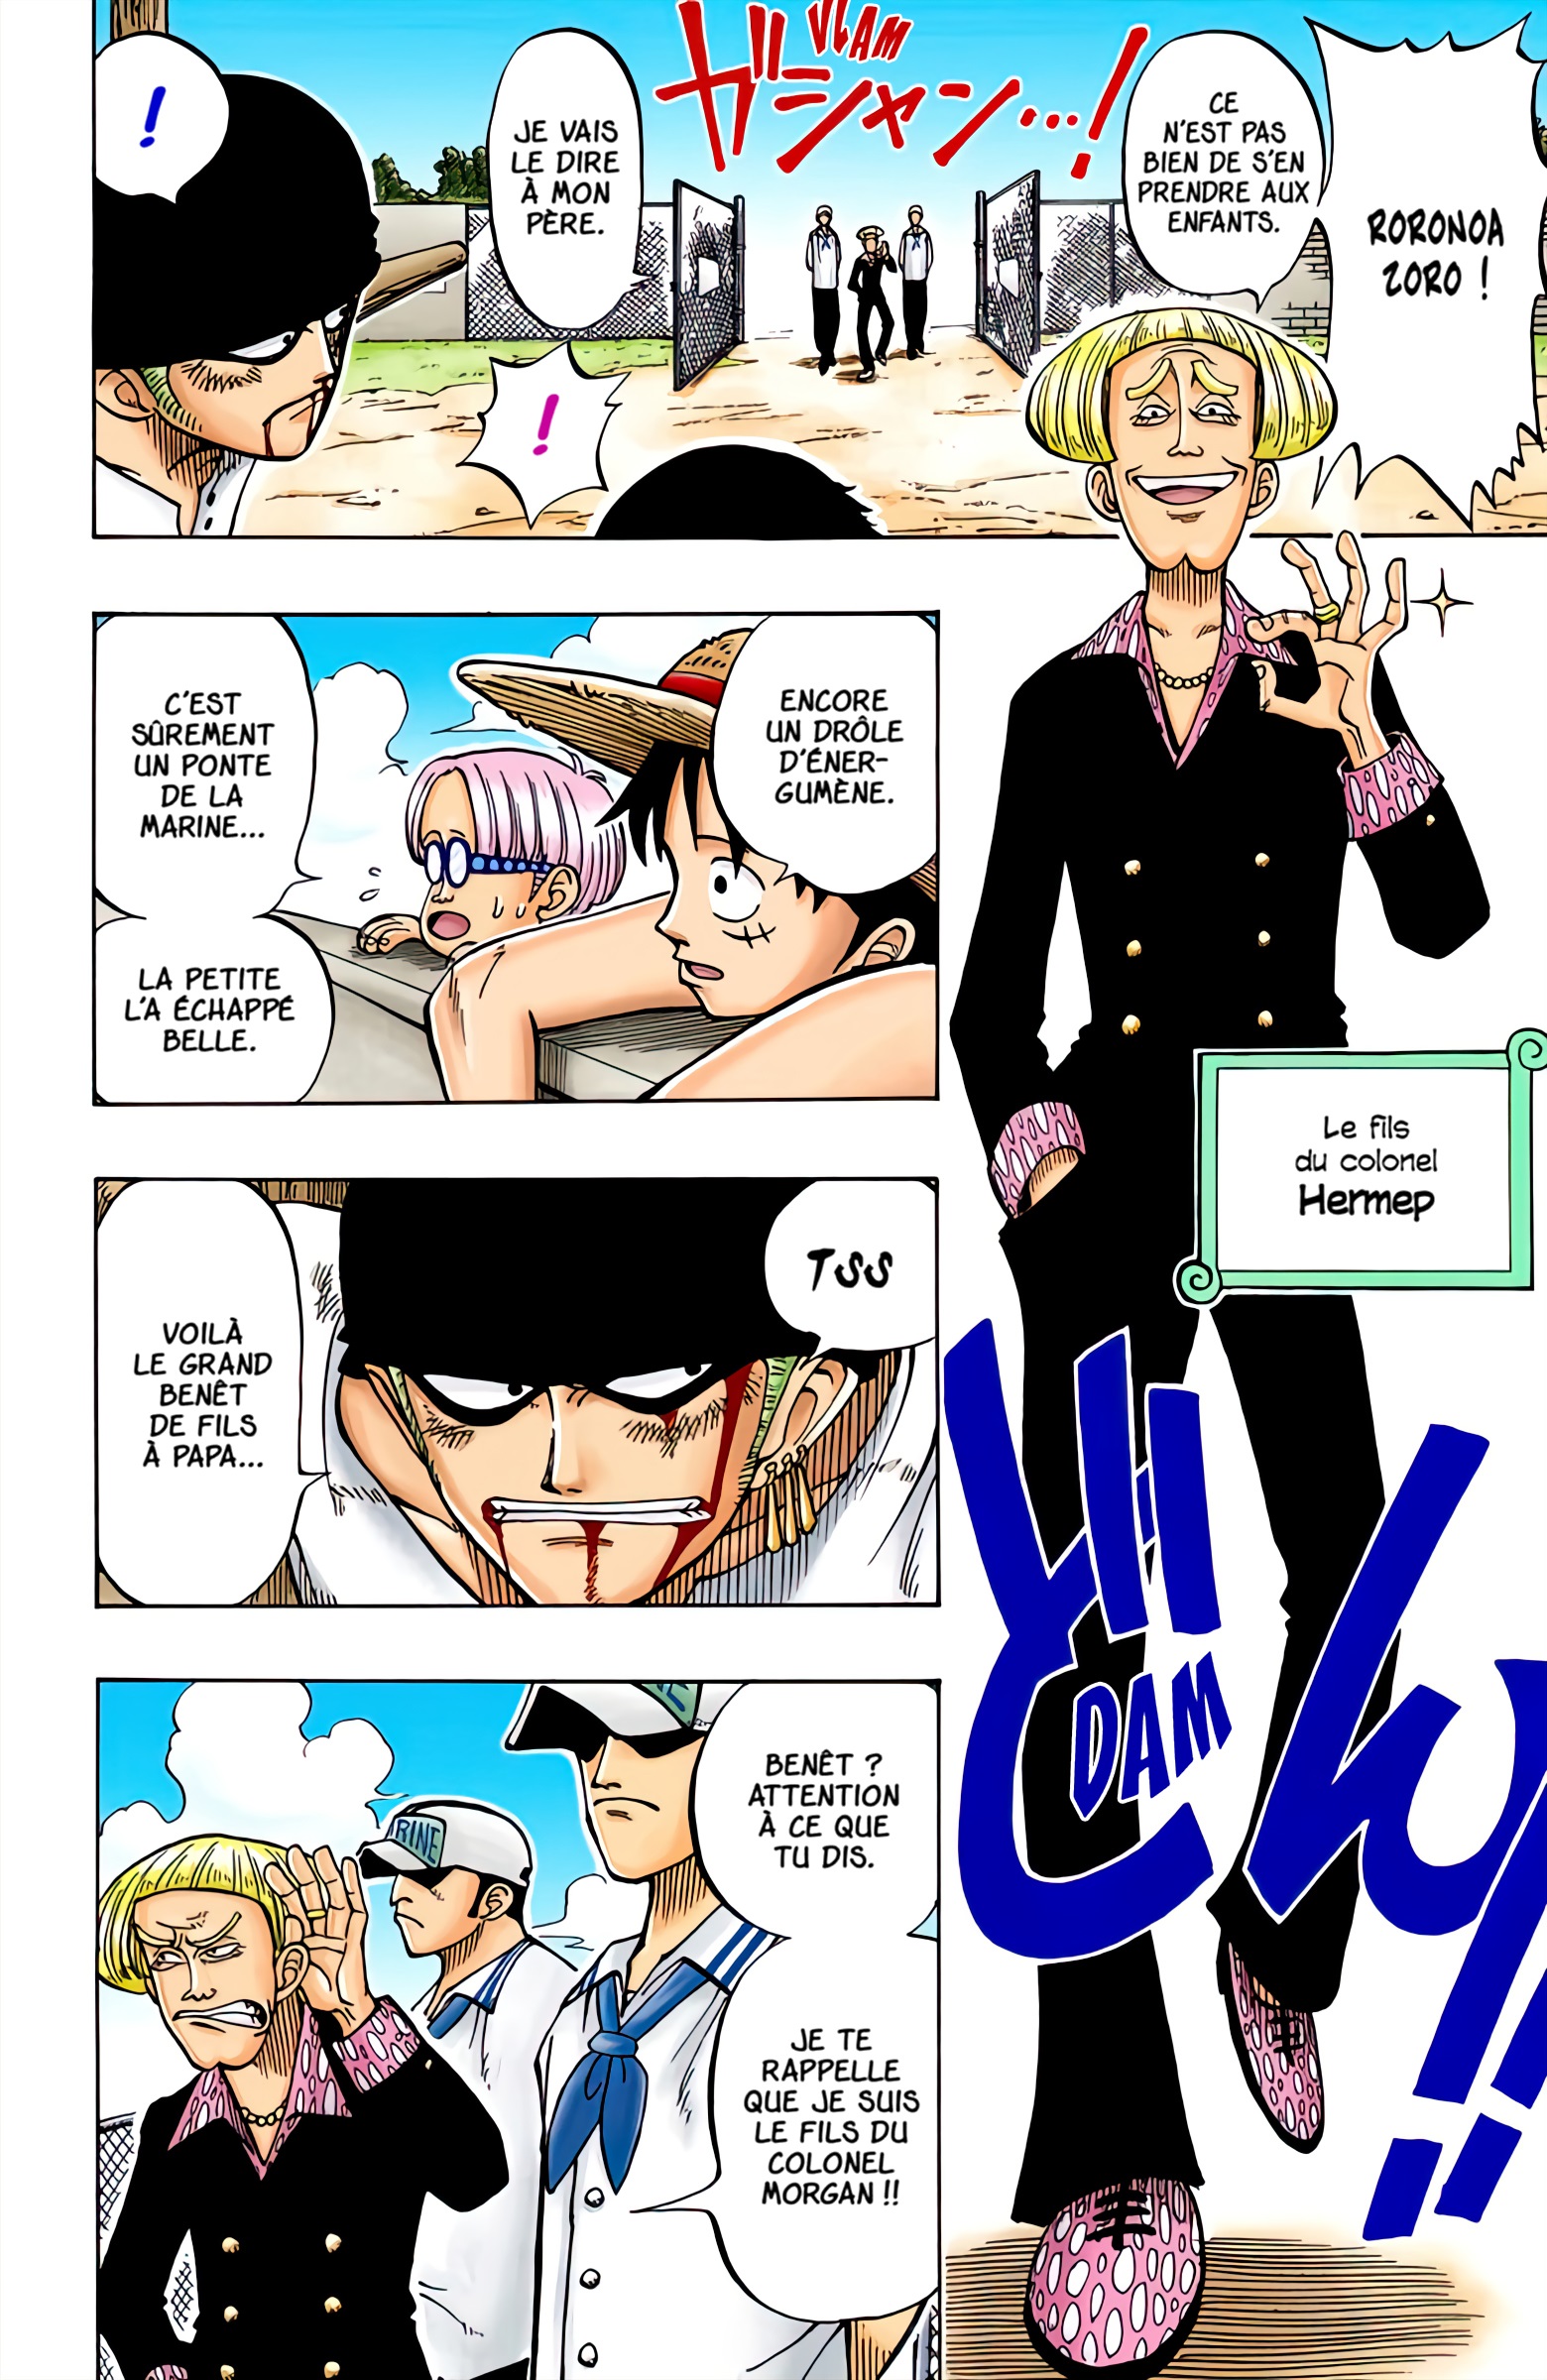 RORONOA
ZORO !
CE
N'EST PAS
BIEN DE S'EN
PRENDRE AUX
ENFANTS.
VLAM
ガシャン…!
JE VAIS
LE DIRE
À MON
PÈRE.
!
!
Le fils
du colonel
Hermep
DAM
ENCORE
UN DRÔLE
D'ÉNER-
GUMÈNE.
C'EST
SÛREMENT
UN PONTE
DE LA
MARINE...
LA PETITE
L'A ÉCHAPPÉ
BELLE.
TSS
VOILÀ
LE GRAND
BENÊT
DE FILS
À PAPA...
BENÊT ?
ATTENTION
À CE QUE
TU DIS.
JE TE
RAPPELLE
QUE JE SUIS
LE FILS DU
COLONEL
MORGAN !!
RINE